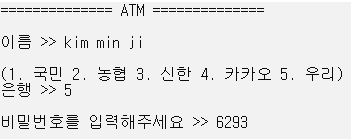 ============== ATM ==============
이름 >> kim min ji
(1. 국민 2. 농협 3. 신한 4. 카카오 5. 우리)
은행 >> 5
비밀번호를 입력해주세요 >> 6293